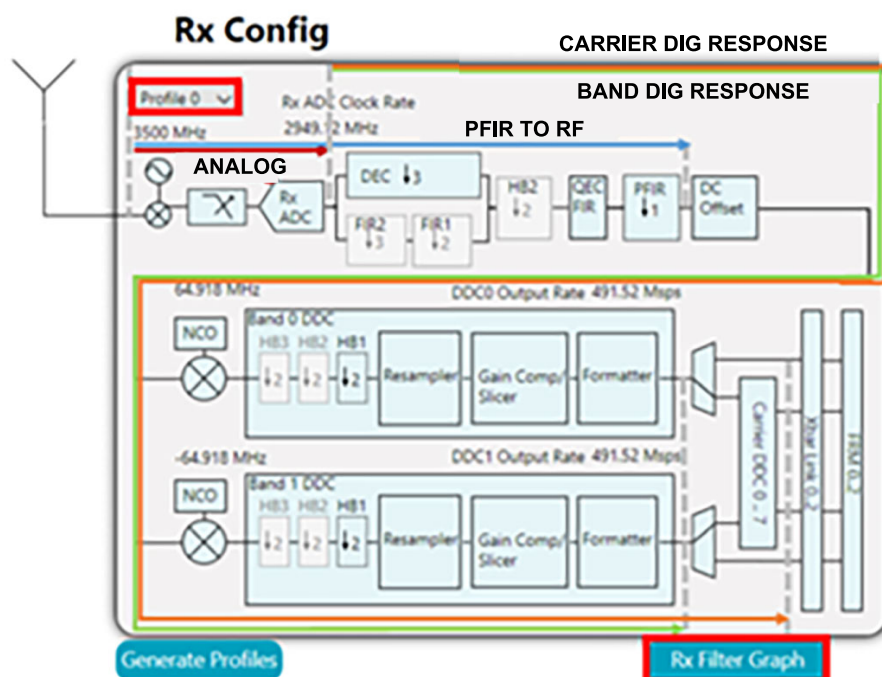 Rx Config
CARRIER DIG RESPONSE
BAND DIG RESPONSE
Profile 0
Rx ADC Clock Rate
3500 MHz
2949.12 MHz
PFIR TO RF
ANALOG
Rx
ADC
DEC ↓3
FIR2
↓3
FIR1
↓2
HB2
↓2
QEC
FIR
PFIR
↓1
DC
Offset
64.918 MHz
DDC0 Output Rate 491.52 Msps
NCO
Band 0 DDC
HB3 HB2 HB1
↓2 ↓2 ↓2
Resampler
Gain Comp/
Slicer
Formatter
Carrier DDC 0 .. 7
Xbar Link 0..2
-64.918 MHz
DDC1 Output Rate 491.52 Msps
NCO
Band 1 DDC
HB3 HB2 HB1
↓2 ↓2 ↓2
Resampler
Gain Comp/
Slicer
Formatter
Generate Profiles
Rx Filter Graph